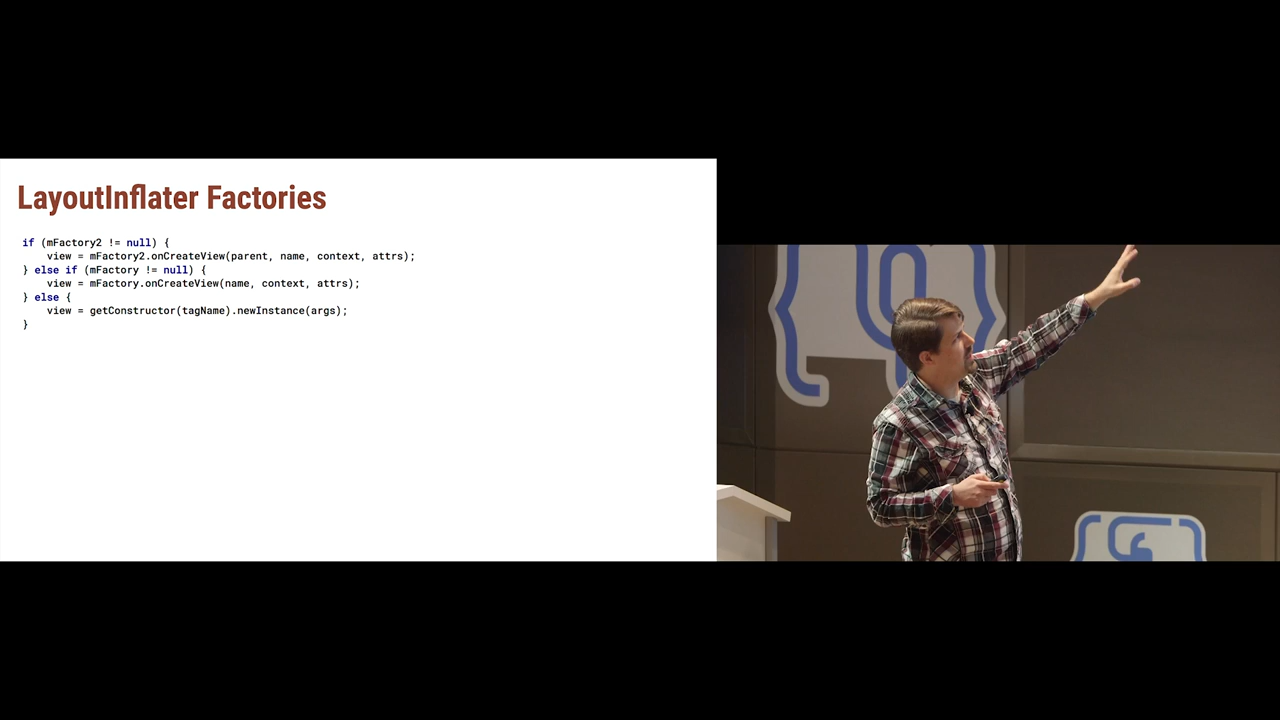 LayoutInflater Factories
if (mFactory2 != null) {
    view = mFactory2.onCreateView(parent, name, context, attrs);
} else if (mFactory != null) {
    view = mFactory.onCreateView(name, context, attrs);
} else {
    view = getConstructor(tagName).newInstance(args);
}